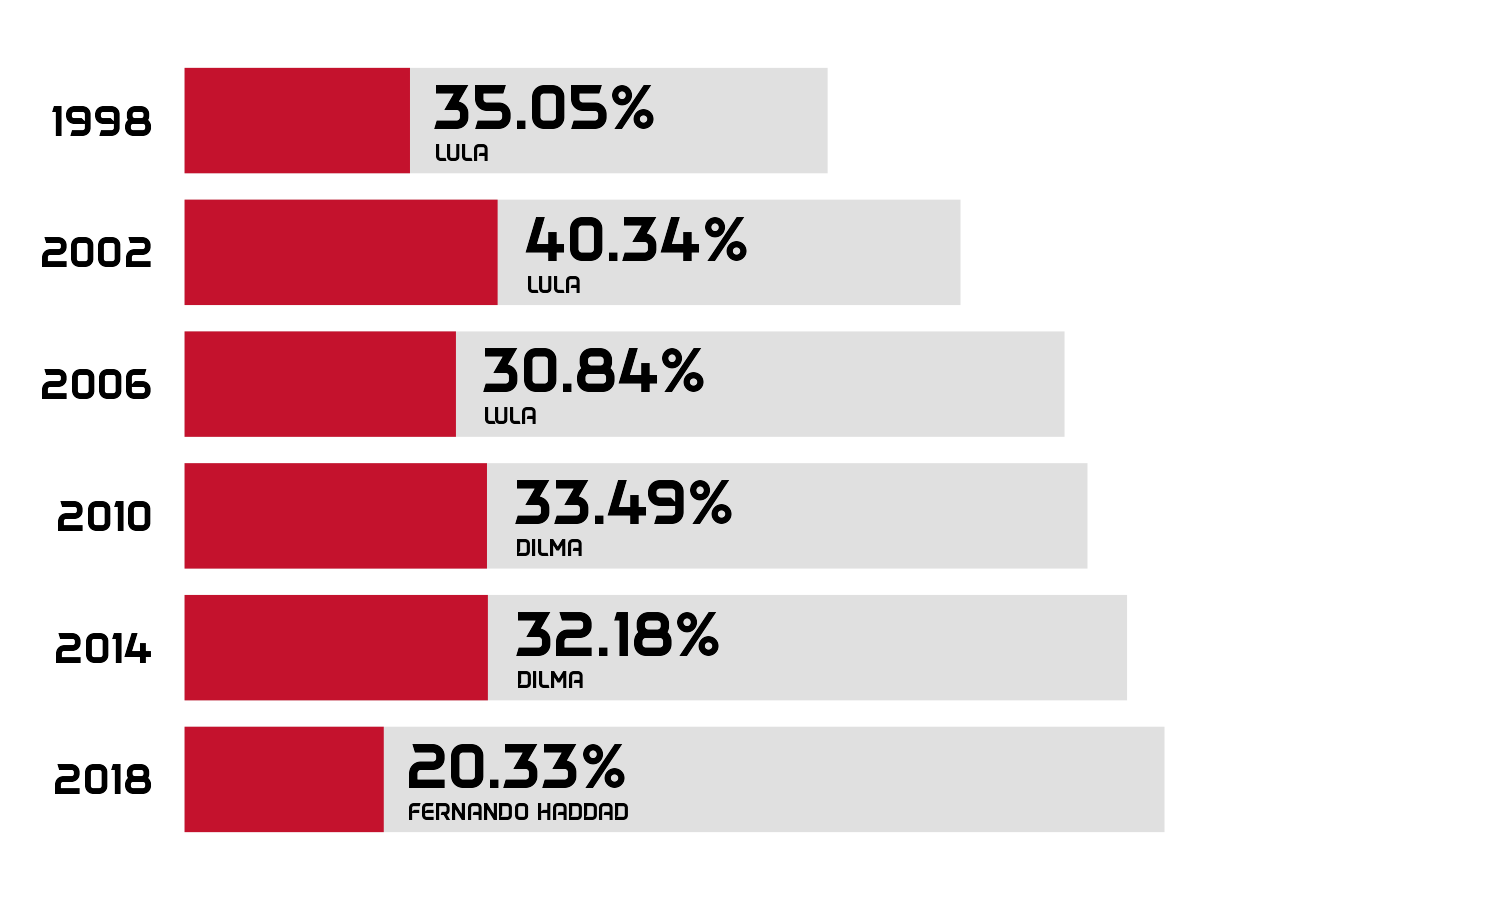 1998
35.05%
LULA
2002
40.34%
LULA
2006
30.84%
LULA
2010
33.49%
DILMA
2014
32.18%
DILMA
2018
20.33%
FERNANDO HADDAD